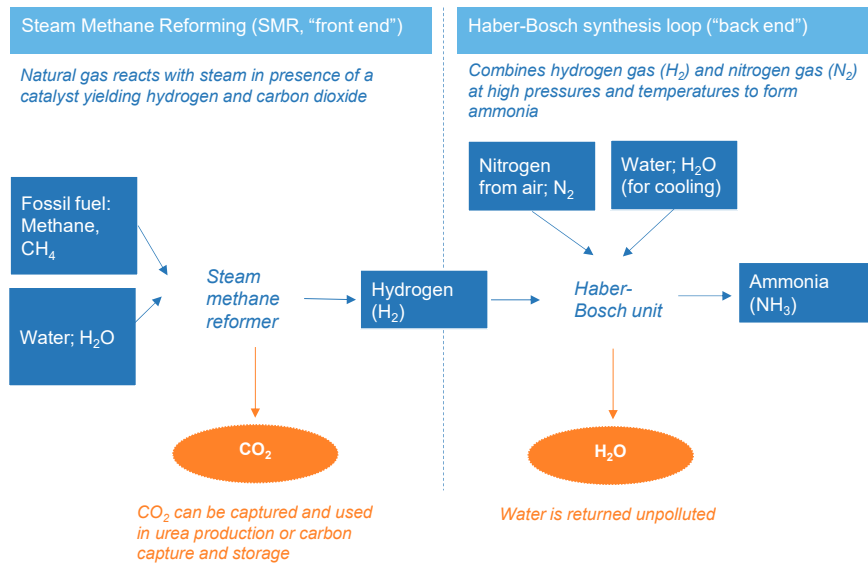 Steam Methane Reforming (SMR, “front end”)
Haber-Bosch synthesis loop (“back end”)
Natural gas reacts with steam in presence of a
catalyst yielding hydrogen and carbon dioxide
Combines hydrogen gas (H₂) and nitrogen gas (N₂)
at high pressures and temperatures to form
ammonia
Nitrogen
from air; N₂
Water; H₂O
(for cooling)
Fossil fuel:
Methane,
CH₄
Water; H₂O
Steam
methane
reformer
Hydrogen
(H₂)
Haber-
Bosch unit
Ammonia
(NH₃)
CO₂
H₂O
CO₂ can be captured and used
in urea production or carbon
capture and storage
Water is returned unpolluted